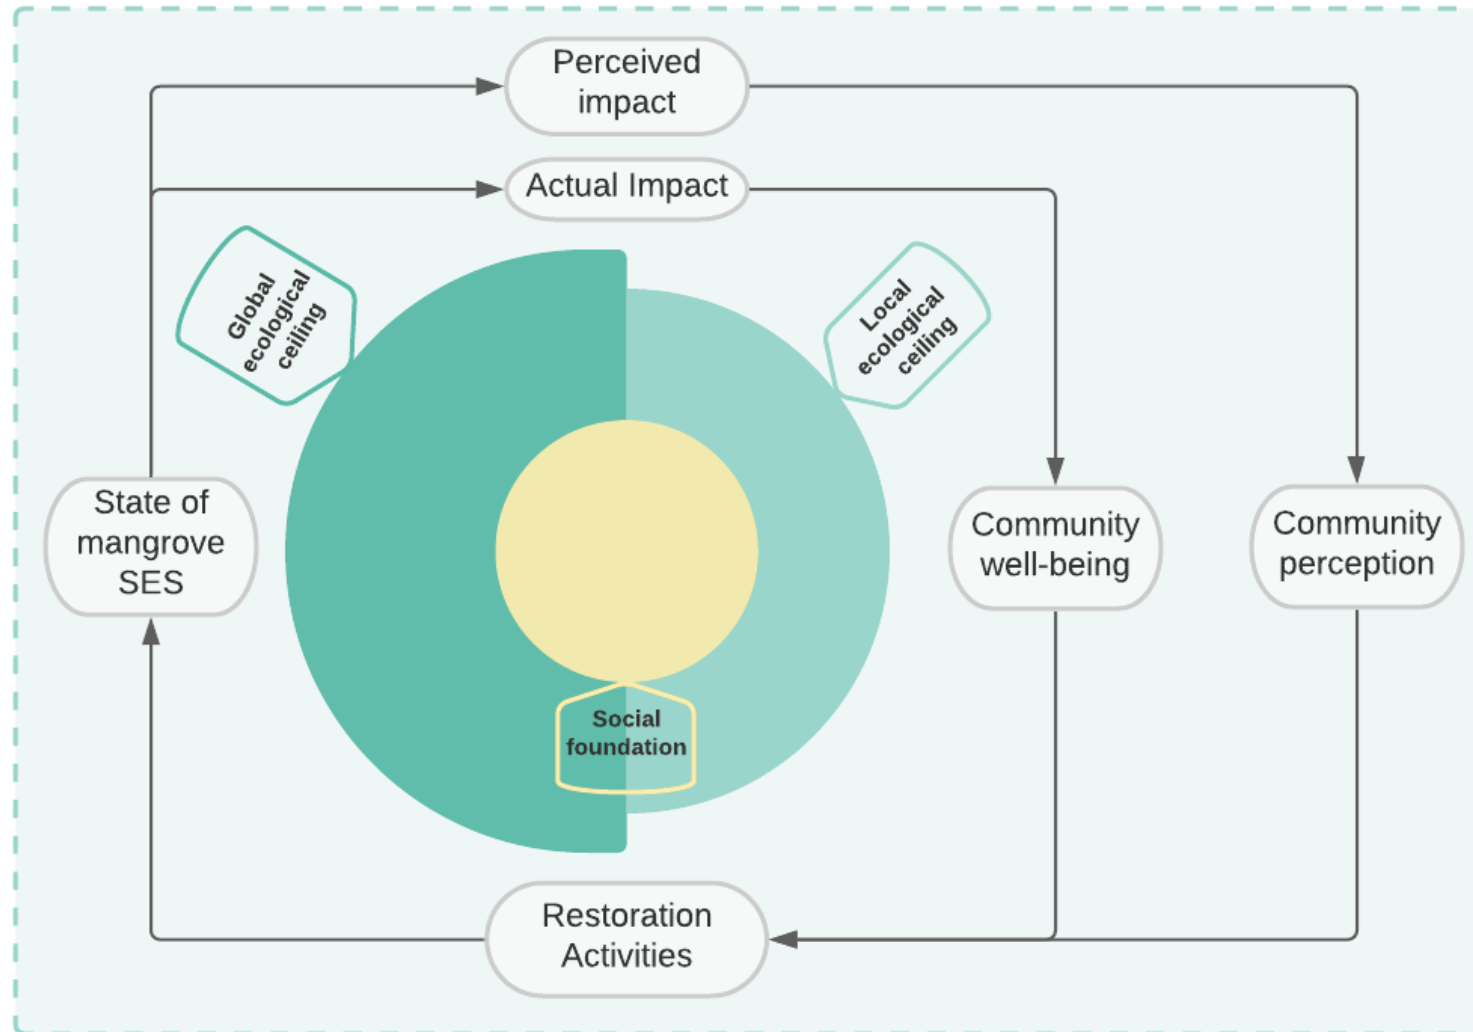 Perceived
impact
Actual Impact
Global
ecological
ceiling
Local
ecological
ceiling
State of
mangrove
SES
Community
well-being
Community
perception
Social
foundation
Restoration
Activities